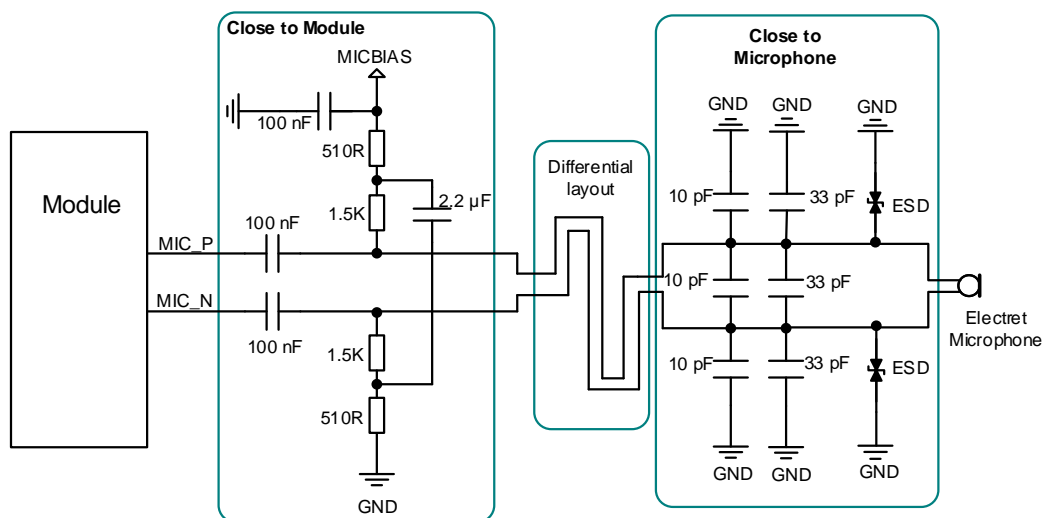 Close to Module
MICBIAS
100 nF
510R
2.2 µF
1.5K
100 nF
MIC_P
MIC_N
100 nF
1.5K
510R
GND
Module
Differential
layout
Close to
Microphone
GND
GND
GND
10 pF
33 pF
ESD
10 pF
33 pF
10 pF
33 pF
ESD
GND
GND
GND
Electret
Microphone